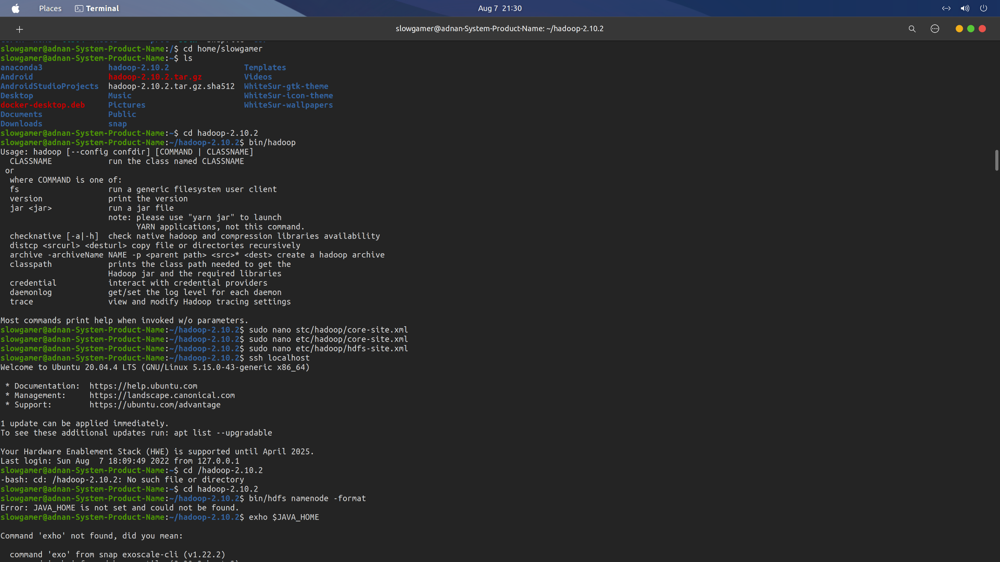 Places Terminal Aug 7 21:30
slowgamer@adnan-System-Product-Name: ~/hadoop-2.10.2
slowgamer@adnan-System-Product-Name:/$ cd home/slowgamer
slowgamer@adnan-System-Product-Name:~$ ls
anaconda3 hadoop-2.10.2 Templates
Android hadoop-2.10.2.tar.gz Videos
AndroidStudioProjects hadoop-2.10.2.tar.gz.sha512 WhiteSur-gtk-theme
Desktop Music WhiteSur-icon-theme
docker-desktop.deb Pictures WhiteSur-wallpapers
Documents Public
Downloads snap
slowgamer@adnan-System-Product-Name:~$ cd hadoop-2.10.2
slowgamer@adnan-System-Product-Name:~/hadoop-2.10.2$ bin/hadoop
Usage: hadoop [--config confdir] [COMMAND | CLASSNAME]
CLASSNAME run the class named CLASSNAME
or
where COMMAND is one of:
fs run a generic filesystem user client
version print the version
jar <jar> run a jar file
note: please use "yarn jar" to launch
YARN applications, not this command.
checknative [-a|-h] check native hadoop and compression libraries availability
distcp <srcurl> <desturl> copy file or directories recursively
archive -archiveName NAME -p <parent path> <src>* <dest> create a hadoop archive
classpath prints the class path needed to get the
Hadoop jar and the required libraries
credential interact with credential providers
daemonlog get/set the log level for each daemon
trace view and modify Hadoop tracing settings
Most commands print help when invoked w/o parameters.
slowgamer@adnan-System-Product-Name:~/hadoop-2.10.2$ sudo nano stc/hadoop/core-site.xml
slowgamer@adnan-System-Product-Name:~/hadoop-2.10.2$ sudo nano etc/hadoop/core-site.xml
slowgamer@adnan-System-Product-Name:~/hadoop-2.10.2$ sudo nano etc/hadoop/hdfs-site.xml
slowgamer@adnan-System-Product-Name:~/hadoop-2.10.2$ ssh localhost
Welcome to Ubuntu 20.04.4 LTS (GNU/Linux 5.15.0-43-generic x86_64)
* Documentation: https://help.ubuntu.com
* Management: https://landscape.canonical.com
* Support: https://ubuntu.com/advantage
1 update can be applied immediately.
To see these additional updates run: apt list --upgradable
Your Hardware Enablement Stack (HWE) is supported until April 2025.
Last login: Sun Aug 7 18:09:49 2022 from 127.0.0.1
slowgamer@adnan-System-Product-Name:~$ cd /hadoop-2.10.2
-bash: cd: /hadoop-2.10.2: No such file or directory
slowgamer@adnan-System-Product-Name:~$ cd hadoop-2.10.2
slowgamer@adnan-System-Product-Name:~/hadoop-2.10.2$ bin/hdfs namenode -format
Error: JAVA_HOME is not set and could not be found.
slowgamer@adnan-System-Product-Name:~/hadoop-2.10.2$ exho $JAVA_HOME
Command 'exho' not found, did you mean:
command 'exo' from snap exoscale-cli (v1.22.2)